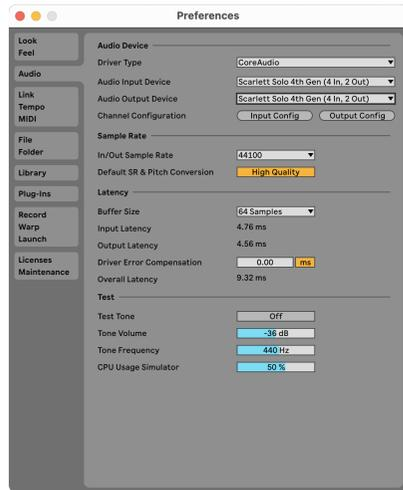 Preferences
Look
Feel
Audio
Link
Tempo
MIDI
File
Folder
Library
Plug-Ins
Record
Warp
Launch
Licenses
Maintenance
Audio Device
Driver Type CoreAudio
Audio Input Device Scarlett Solo 4th Gen (4 In, 2 Out)
Audio Output Device Scarlett Solo 4th Gen (4 In, 2 Out)
Channel Configuration Input Config Output Config
Sample Rate
In/Out Sample Rate 44100
Default SR & Pitch Conversion High Quality
Latency
Buffer Size 64 Samples
Input Latency 4.76 ms
Output Latency 4.56 ms
Driver Error Compensation 0.00 ms
Overall Latency 9.32 ms
Test
Test Tone Off
Tone Volume -36 dB
Tone Frequency 440 Hz
CPU Usage Simulator 50 %